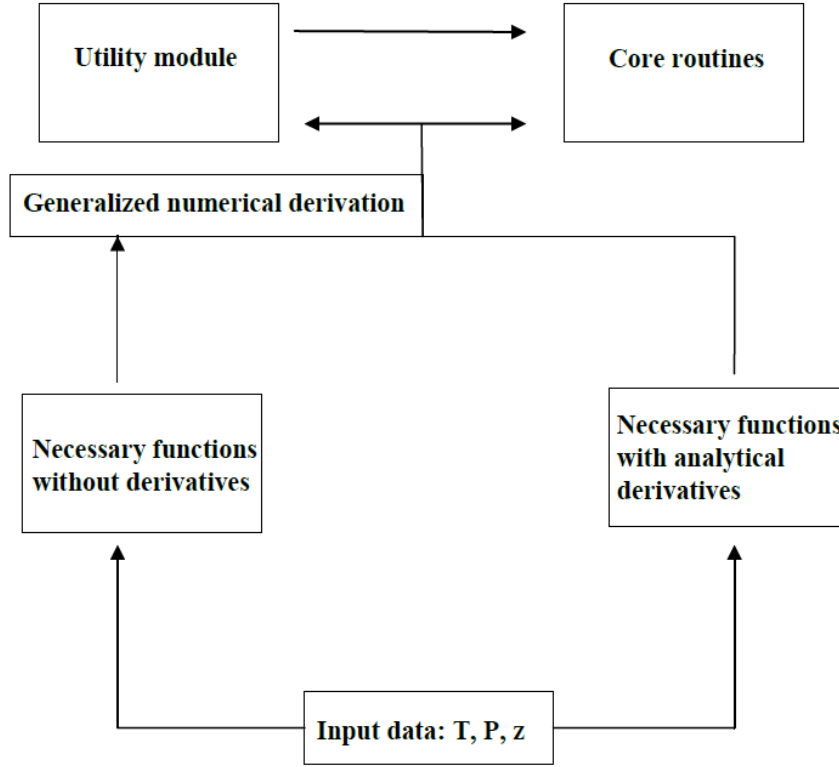 Utility module
Core routines
Generalized numerical derivation
Necessary functions
without derivatives
Necessary functions
with analytical
derivatives
Input data: T, P, z